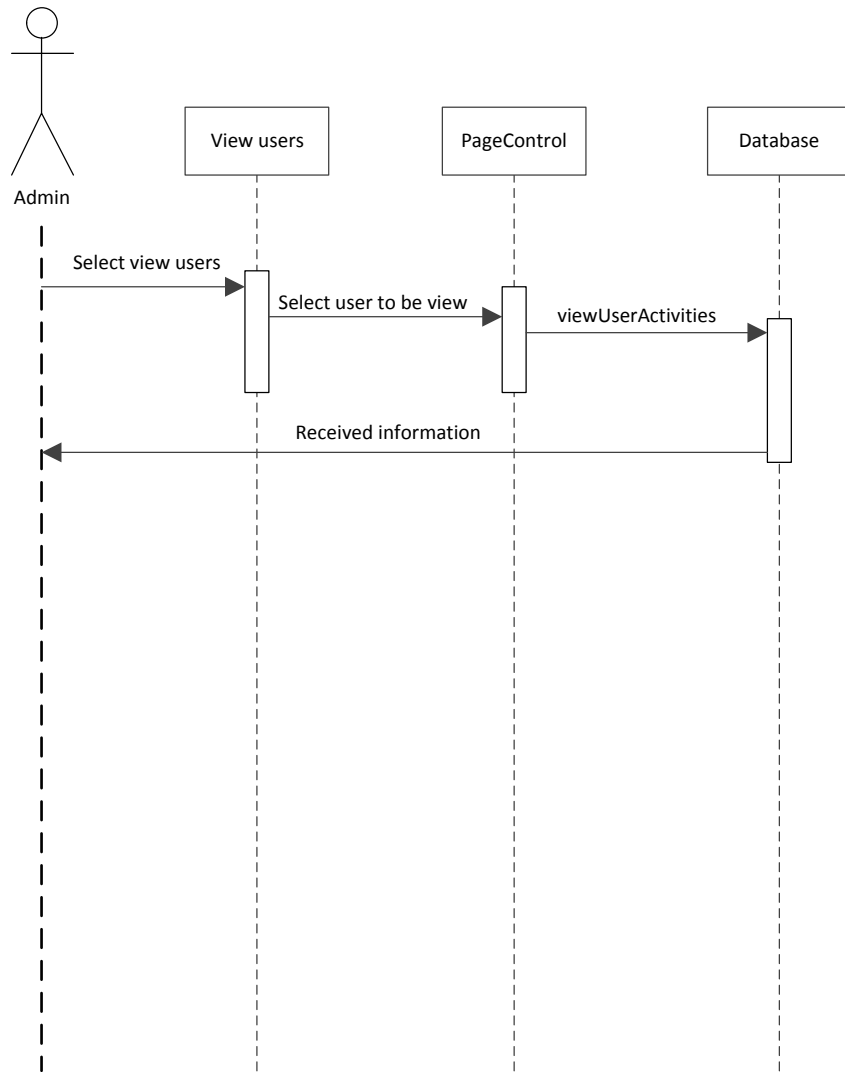 View users
PageControl
Database
Admin
Select view users
Select user to be view
viewUserActivities
Received information